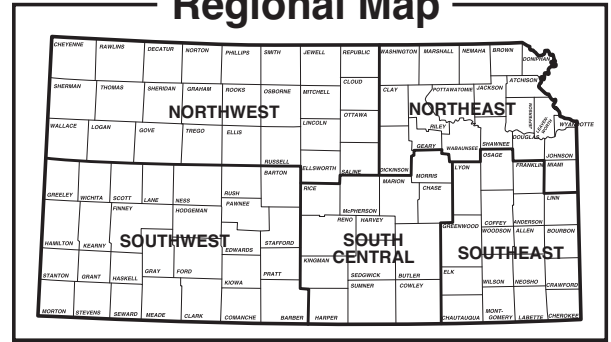 Regional Map
CHEYENNE RAWLINS DECATUR NORTON PHILLIPS SMITH JEWELL REPUBLIC WASHINGTON MARSHALL NEMAHA BROWN
DONIPHAN
SHERMAN THOMAS SHERIDAN GRAHAM ROOKS OSBORNE MITCHELL CLOUD CLAY POTTAWATOMIE JACKSON ATCHISON
NORTHWEST
NORTHEAST
JEFFERSON
LEAVENWORTH
LINCOLN OTTAWA RILEY
WALLACE LOGAN GOVE TREGO ELLIS RUSSELL ELLSWORTH SALINE DICKINSON GEARY WABAUNSEE SHAWNEE DOUGLAS WYANDOTTE JOHNSON
GREELEY WICHITA SCOTT LANE NESS RUSH BARTON RICE McPHERSON MARION MORRIS CHASE LYON OSAGE FRANKLIN MIAMI
FINNEY HODGEMAN PAWNEE
RENO HARVEY
GREENWOOD COFFEY ANDERSON LINN
WOODSON ALLEN BOURBON
HAMILTON KEARNY
SOUTHWEST
EDWARDS STAFFORD
SOUTH
CENTRAL
SOUTHEAST
STANTON GRANT HASKELL GRAY FORD KIOWA PRATT KINGMAN SEDGWICK BUTLER ELK WILSON NEOSHO CRAWFORD
SUMNER COWLEY
MORTON STEVENS SEWARD MEADE CLARK COMANCHE BARBER HARPER CHAUTAUQUA MONT-
GOMERY LABETTE CHEROKEE